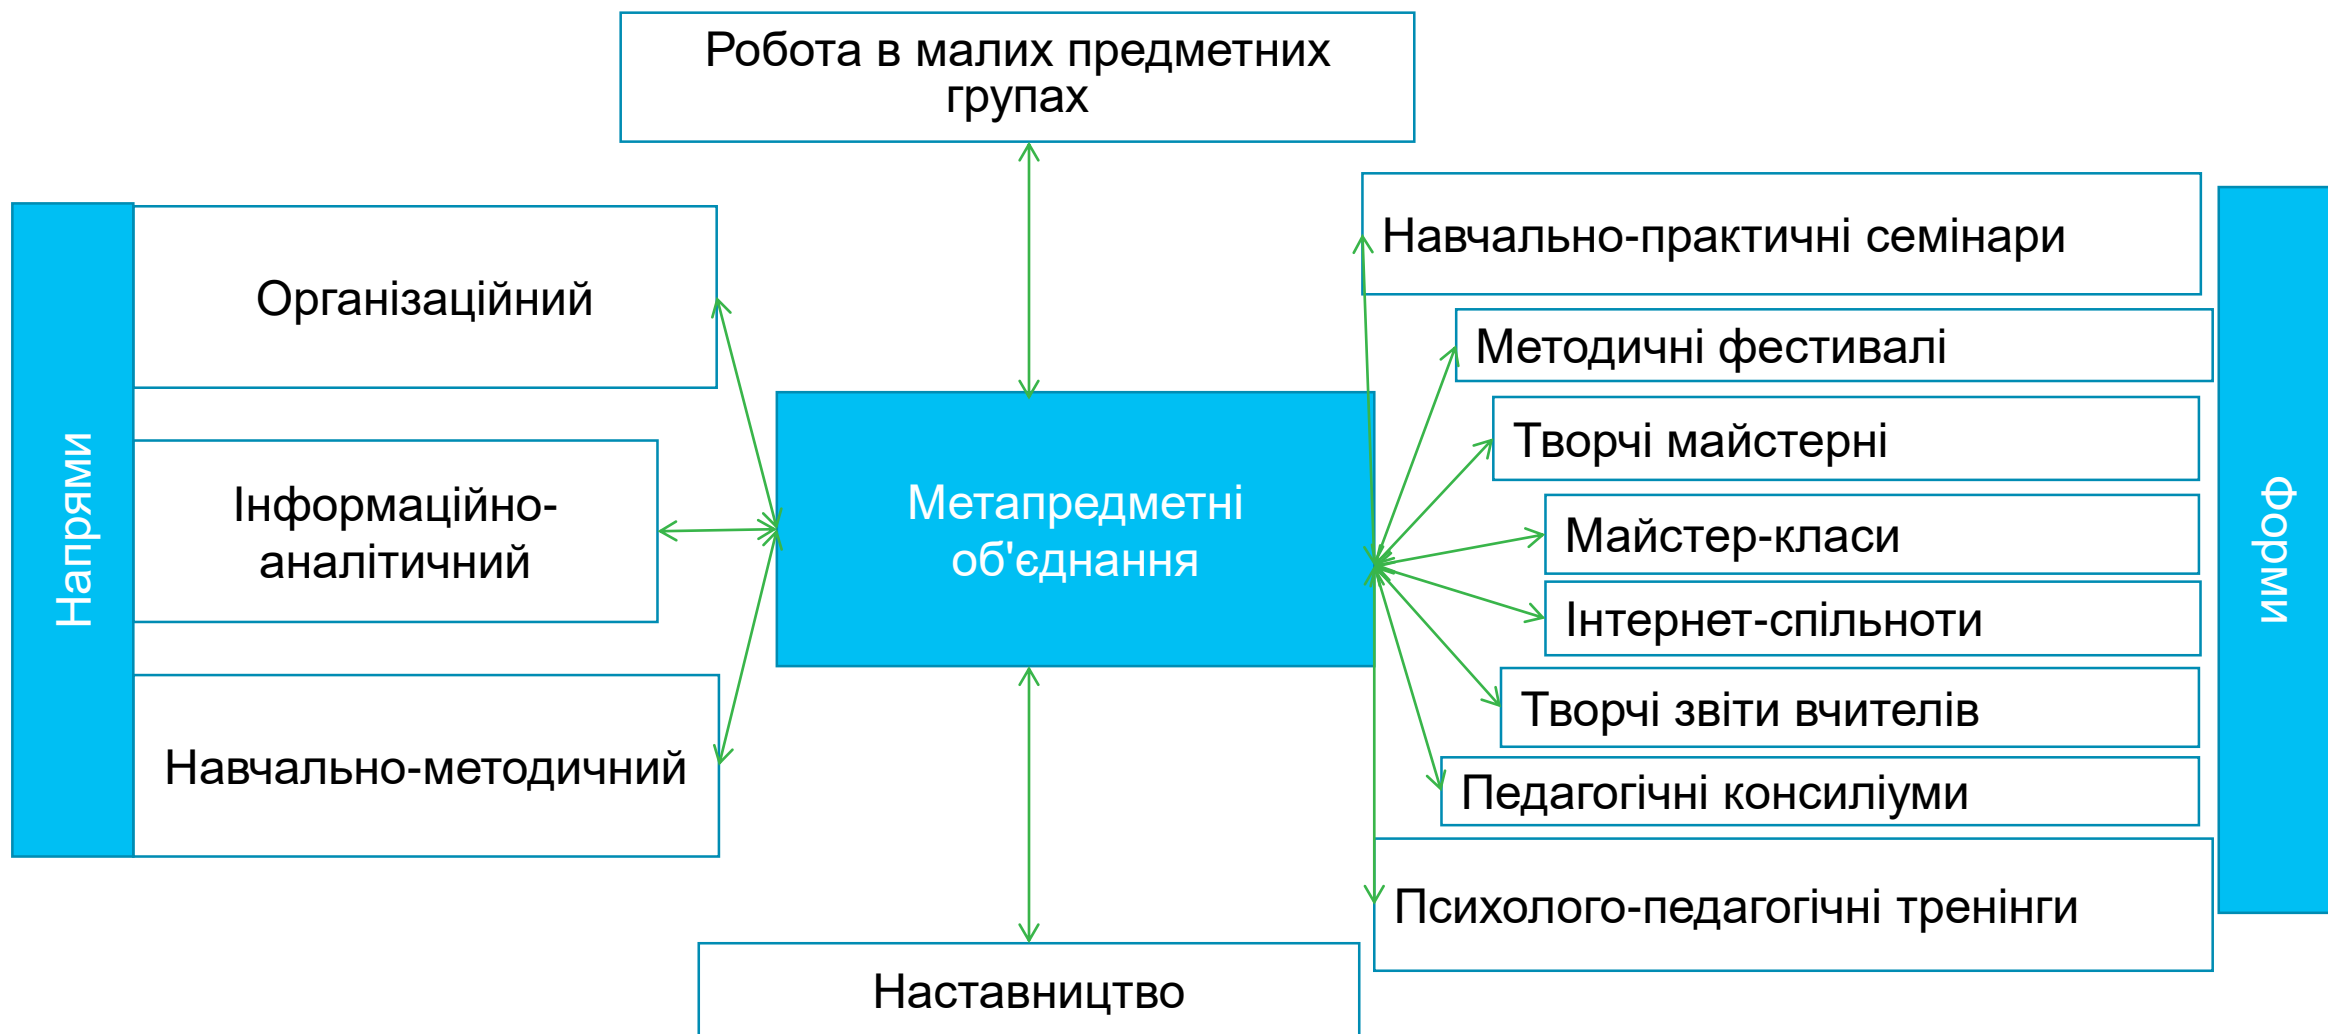 Робота в малих предметних
групах
Напрями
Організаційний
Інформаційно-
аналітичний
Навчально-методичний
Метапредметні
об'єднання
Наставництво
Навчально-практичні семінари
Методичні фестивалі
Творчі майстерні
Майстер-класи
Інтернет-спільноти
Творчі звіти вчителів
Педагогічні консиліуми
Психолого-педагогічні тренінги
Форми